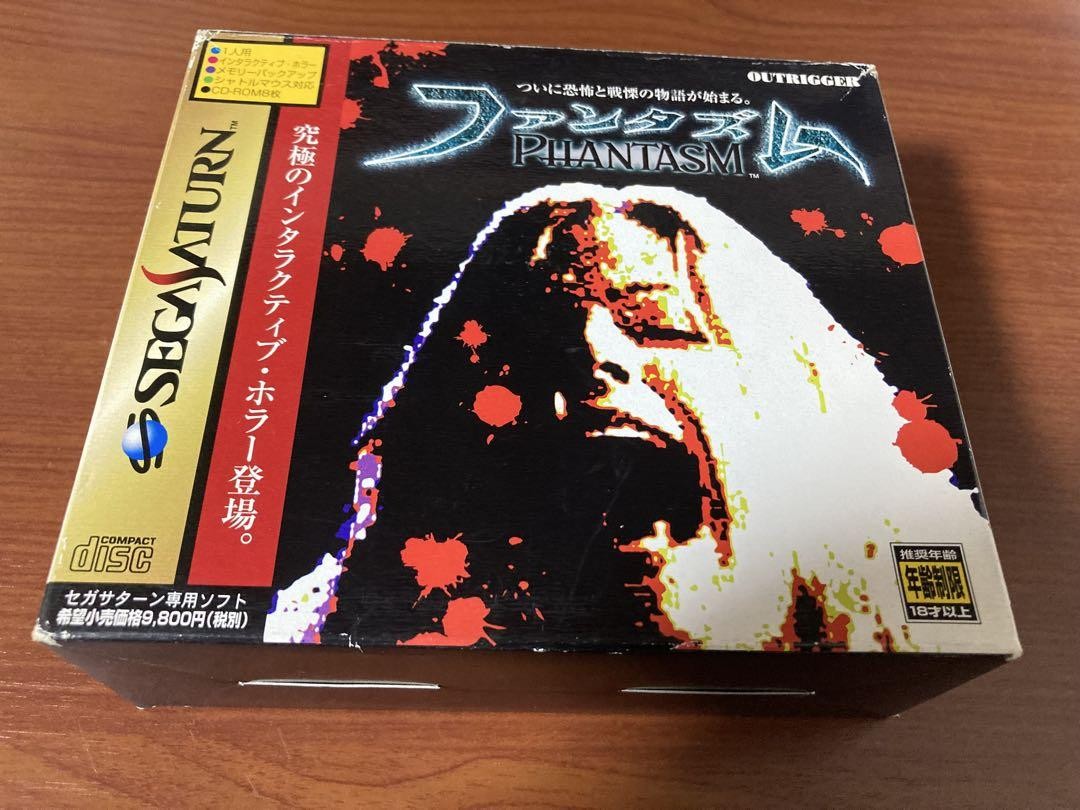 1人用
インタラクティブ・ホラー
メモリーバックアップ
シャトルマウス対応
CD-ROM8枚
SEGA SATURN™
究極のインタラクティブ・ホラー登場。
COMPACT
disc
セガサターン専用ソフト
希望小売価格9,800円(税別)
OUTRIGGER
ついに恐怖と戦慄の物語が始まる。
ファンタズム
PHANTASM™
推奨年齢
年齢制限
18才以上